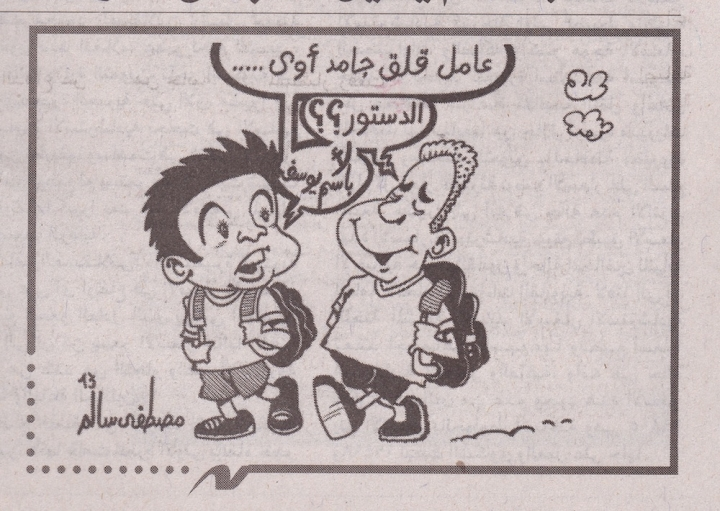 عامل قلق جامد أوى .....
الدستور؟؟
لأ
باسم يوسف
13
مصطفى سالم